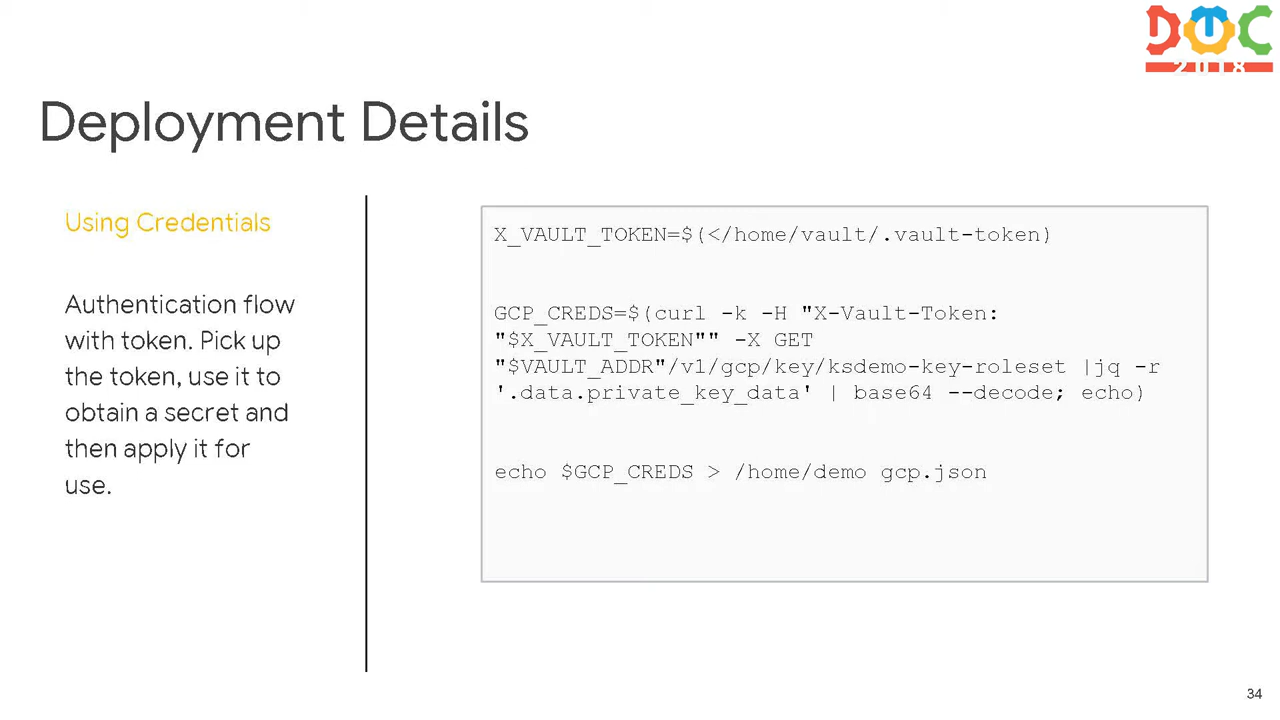 DMC
2018
Deployment Details
Using Credentials
Authentication flow
with token. Pick up
the token, use it to
obtain a secret and
then apply it for
use.
X_VAULT_TOKEN=$(</home/vault/.vault-token)
GCP_CREDS=$(curl -k -H "X-Vault-Token:
"$X_VAULT_TOKEN"" -X GET
"$VAULT_ADDR"/v1/gcp/key/ksdemo-key-roleset |jq -r
'.data.private_key_data' | base64 --decode; echo)
echo $GCP_CREDS > /home/demo gcp.json
34